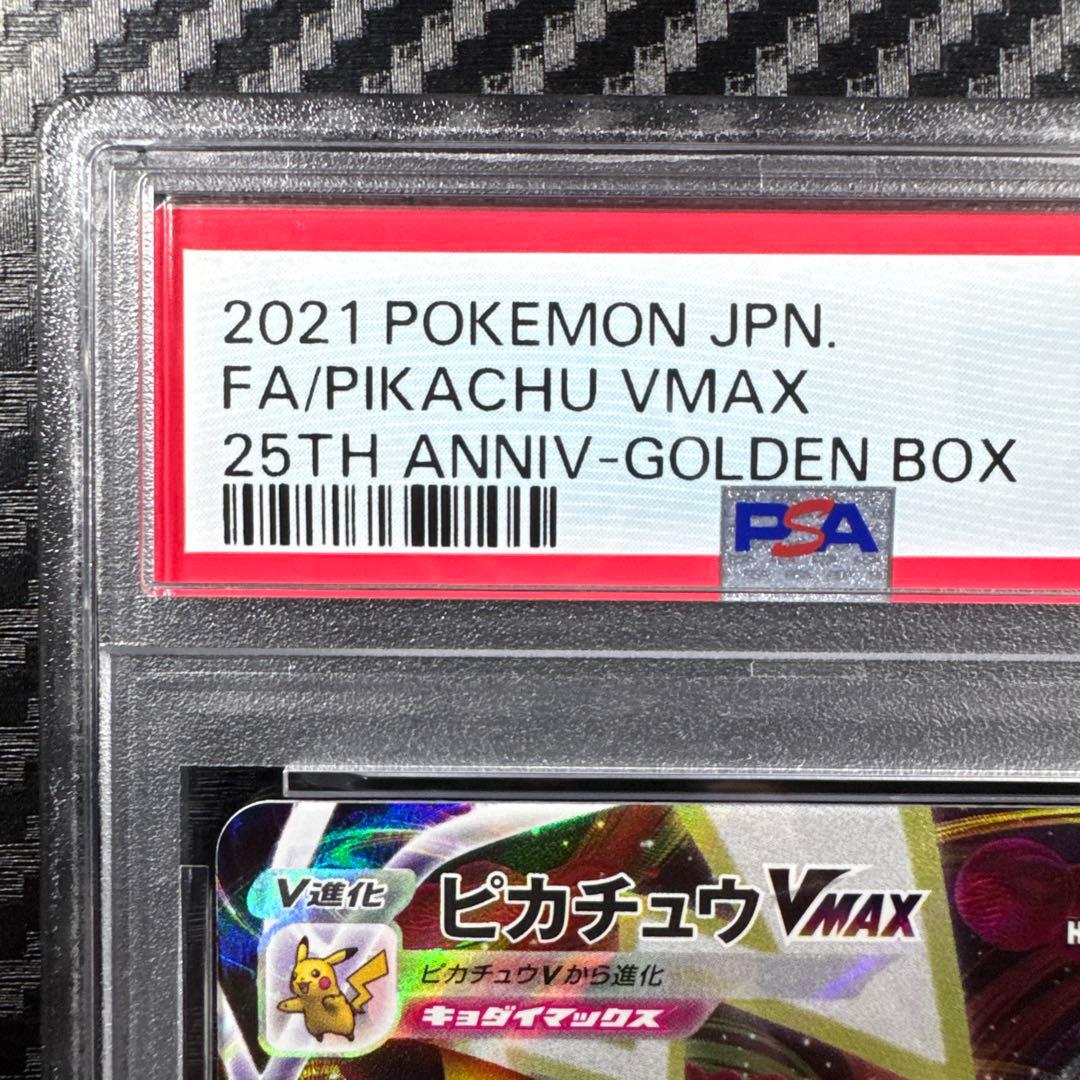 2021 POKEMON JPN.
FA/PIKACHU VMAX
25TH ANNIV-GOLDEN BOX
PSA
V進化
ピカチュウVMAX
H
ピカチュウVから進化
キョダイマックス